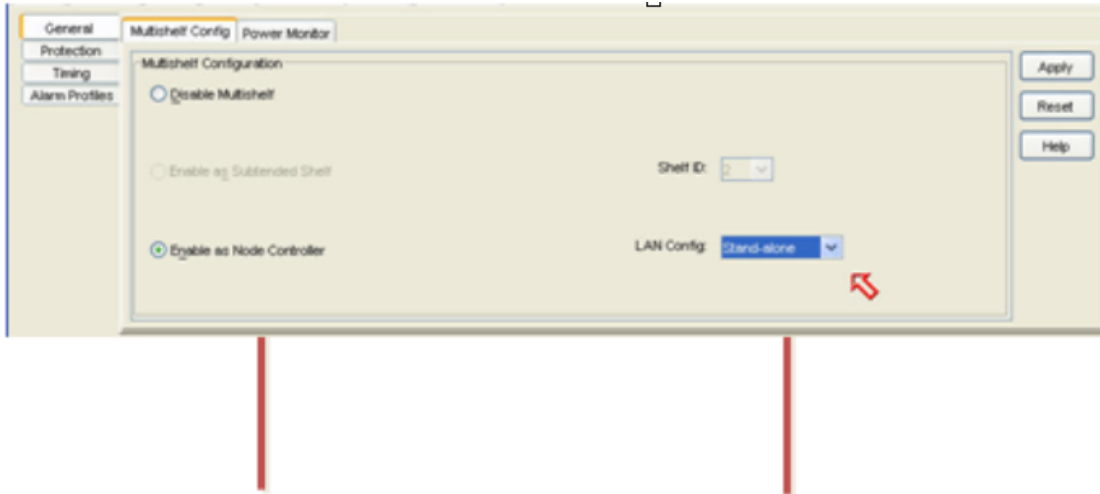 General
Protection
Timing
Alarm Profiles
Multishelf Config Power Monitor
Multishelf Configuration
Disable Multishelf
Enable as Subtended Shelf
Shelf ID: 2
Enable as Node Controller
LAN Config: Stand-alone
Apply
Reset
Help